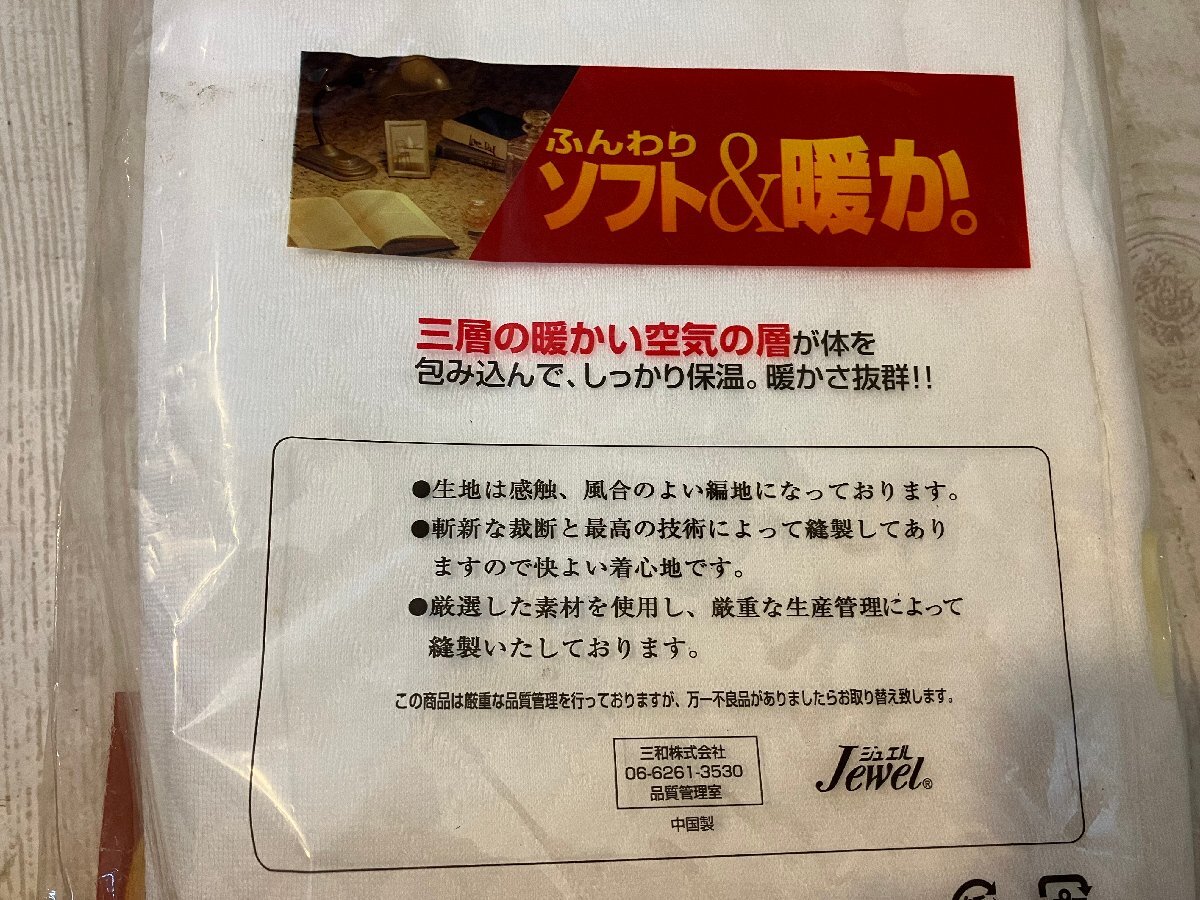 ふんわり
ソフト&暖か。
三層の暖かい空気の層が体を
包み込んで、しっかり保温。暖かさ抜群!!
●生地は感触、風合のよい編地になっております。
●斬新な裁断と最高の技術によって縫製してあり
ますので快よい着心地です。
●厳選した素材を使用し、厳重な生産管理によって
縫製いたしております。
この商品は厳重な品質管理を行っておりますが、万一不良品がありましたらお取り替え致します。
三和株式会社
06-6261-3530
品質管理室
中国製
ジュエル
Jewel®